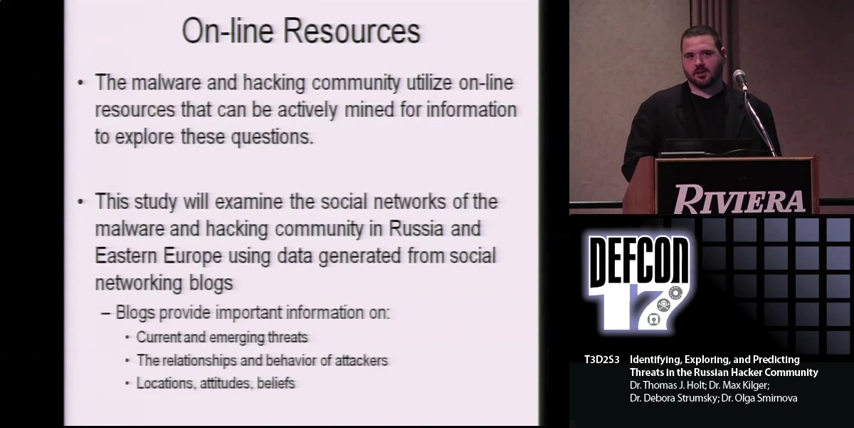 On-line Resources
• The malware and hacking community utilize on-line
resources that can be actively mined for information
to explore these questions.
• This study will examine the social networks of the
malware and hacking community in Russia and
Eastern Europe using data generated from social
networking blogs
– Blogs provide important information on:
• Current and emerging threats
• The relationships and behavior of attackers
• Locations, attitudes, beliefs
RIVIERA
DEFCON
17
T3D2S3 Identifying, Exploring, and Predicting
Threats in the Russian Hacker Community
Dr. Thomas J. Holt; Dr. Max Kilger;
Dr. Debora Strumsky; Dr. Olga Smirnova